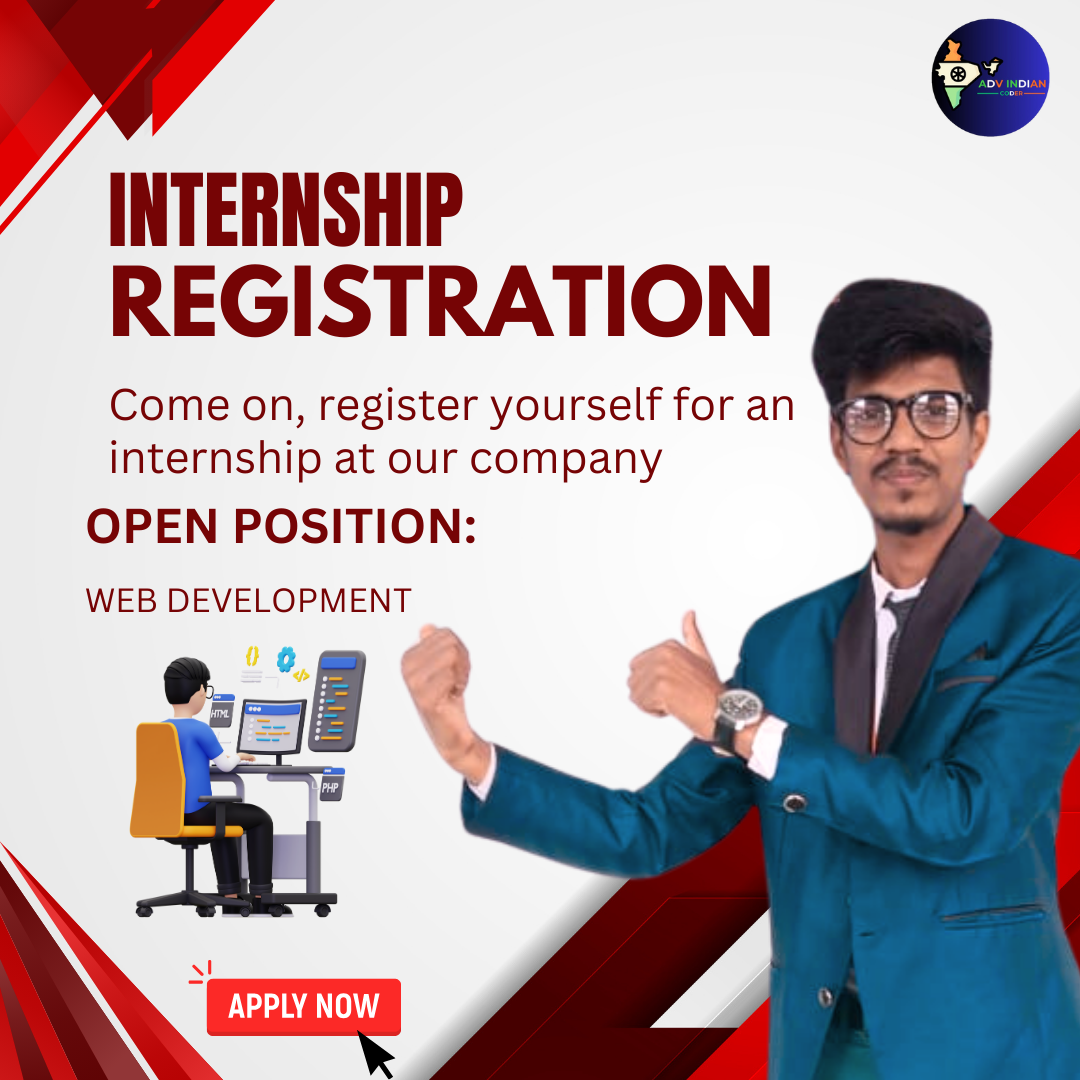 ADV INDIAN
CODER
INTERNSHIP
REGISTRATION
Come on, register yourself for an
internship at our company
OPEN POSITION:
WEB DEVELOPMENT
{}
</>
HTML
PHP
APPLY NOW